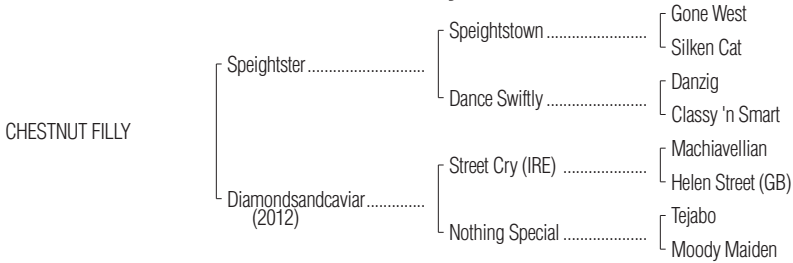 Gone West
Speightstown ........................
Silken Cat
Speightster ............................
Danzig
Dance Swiftly ........................
Classy 'n Smart
CHESTNUT FILLY
Machiavellian
Street Cry (IRE) ....................
Helen Street (GB)
Diamondsandcaviar..............
(2012)
Tejabo
Nothing Special .....................
Moody Maiden